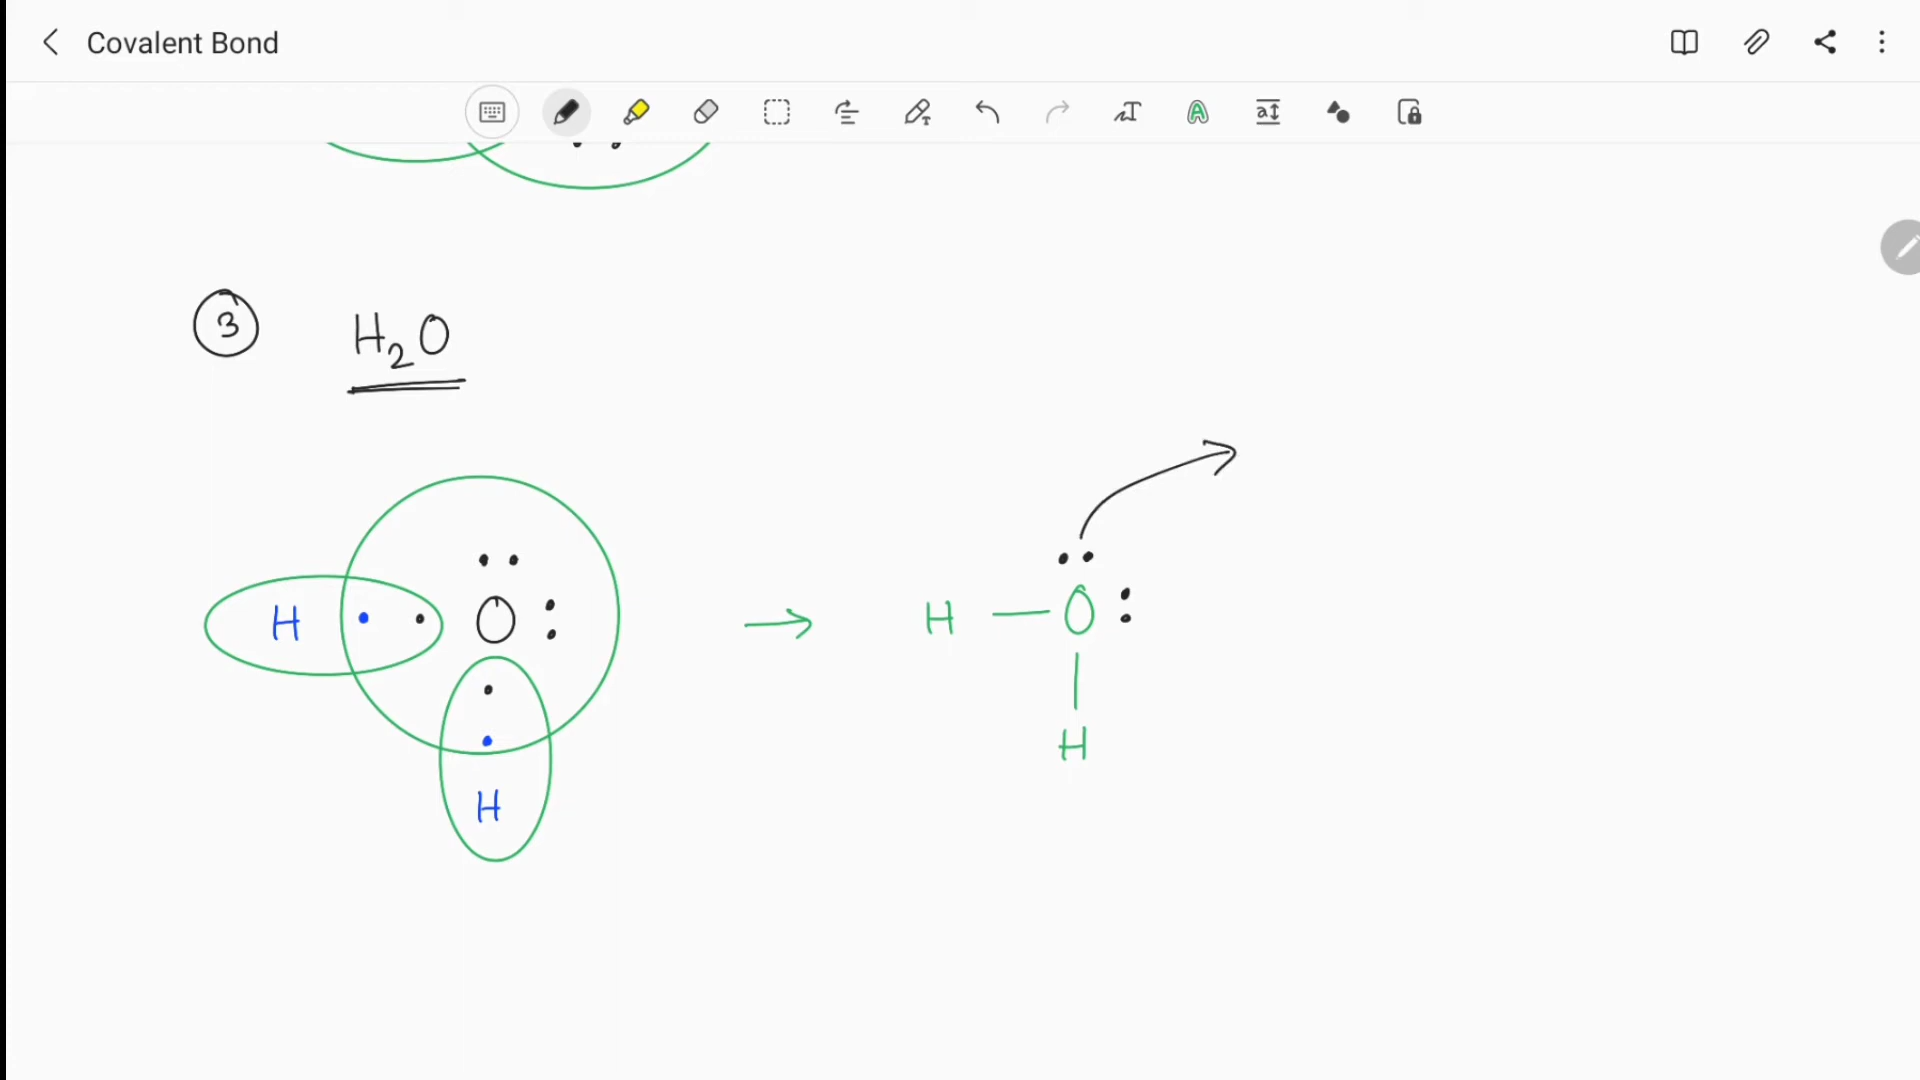 Covalent Bond
3
H₂O
H O H
H — O
H